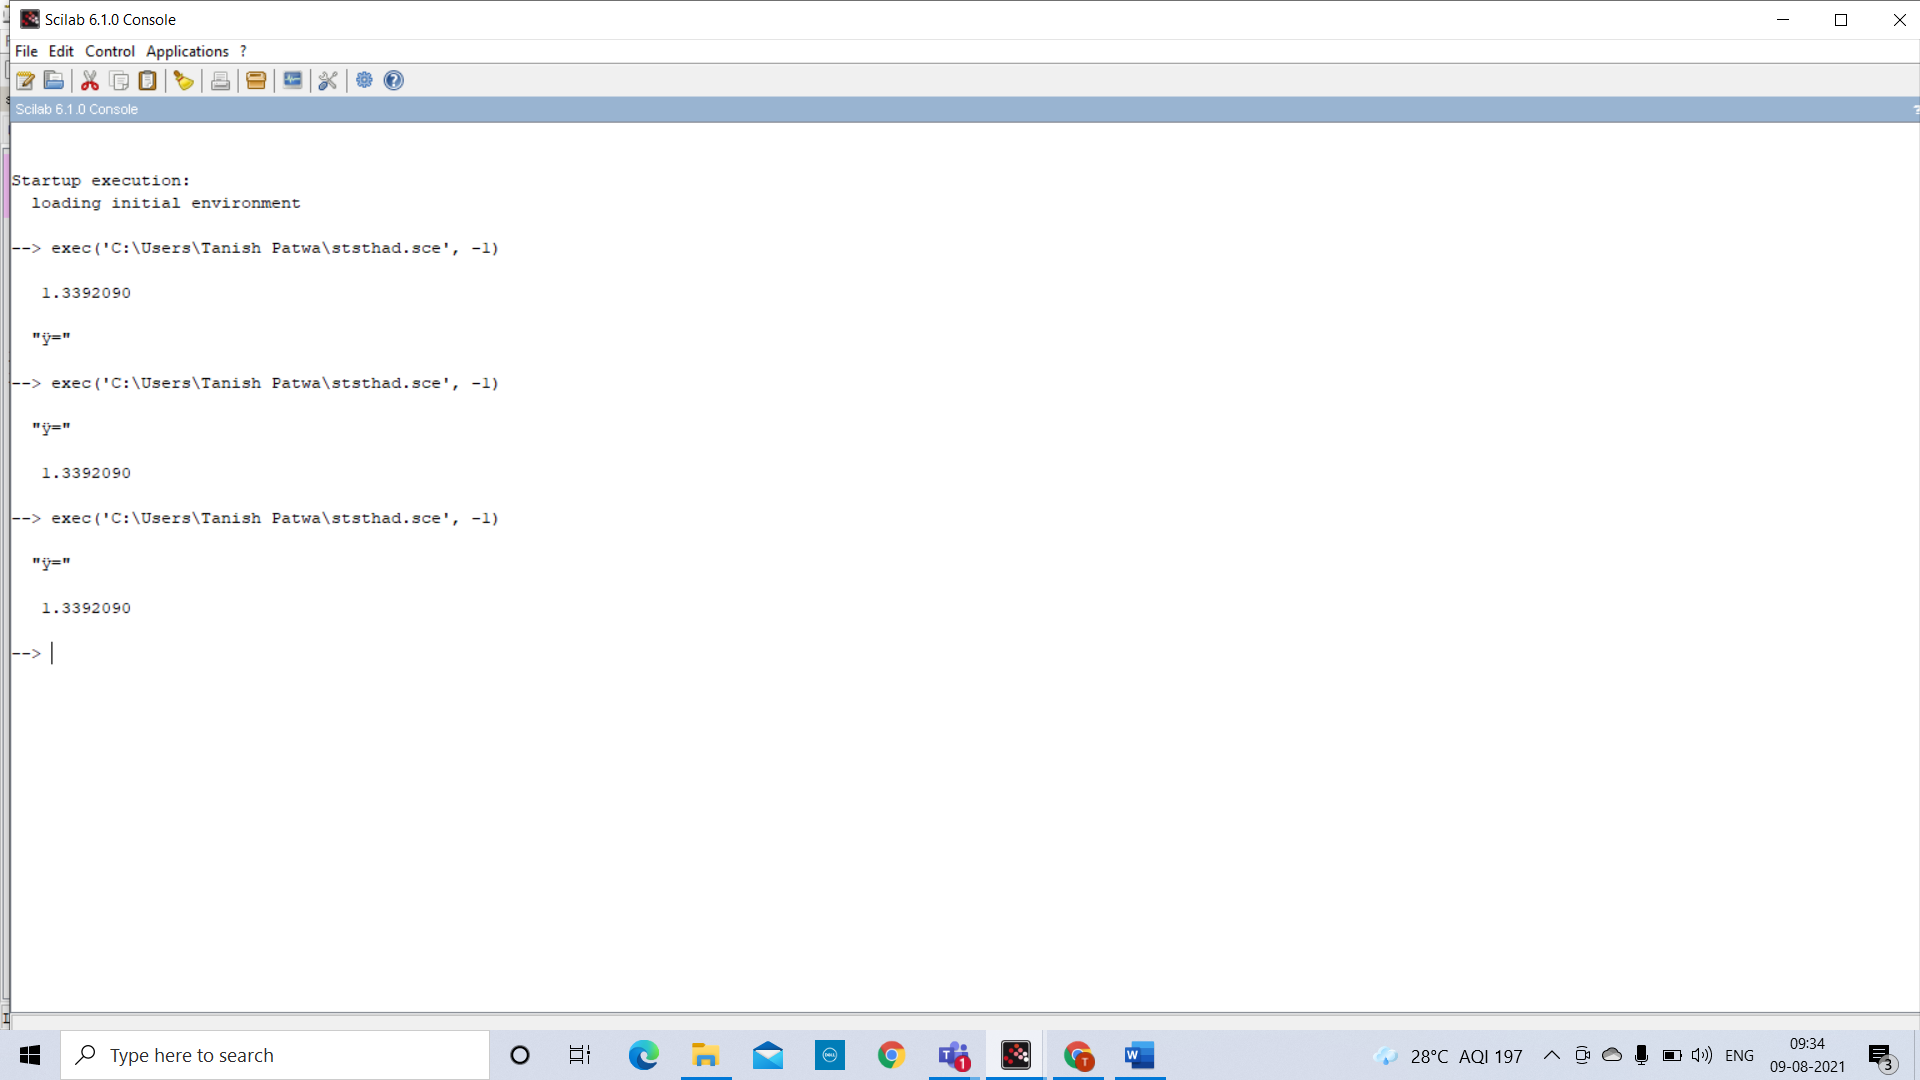 Scilab 6.1.0 Console
File Edit Control Applications ?
Scilab 6.1.0 Console ?
Startup execution:
loading initial environment
--> exec('C:\Users\Tanish Patwa\ststhad.sce', -1)
1.3392090
"ÿ="
--> exec('C:\Users\Tanish Patwa\ststhad.sce', -1)
"ÿ="
1.3392090
--> exec('C:\Users\Tanish Patwa\ststhad.sce', -1)
"ÿ="
1.3392090
-->
Type here to search
DELL
1
T
W
28°C AQI 197
ENG
09:34
09-08-2021
3